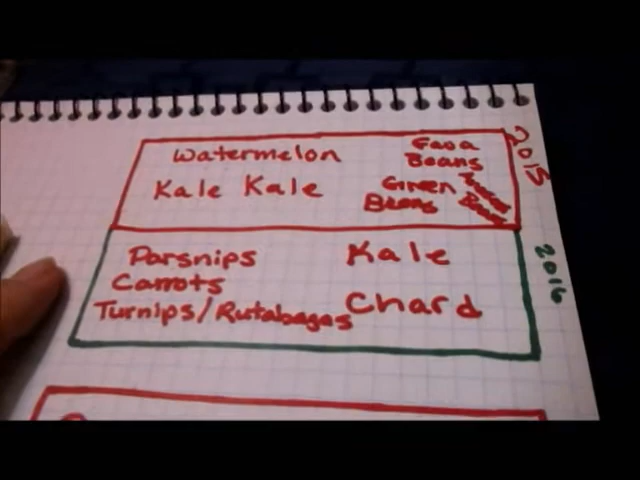 Watermelon
Fava
Beans
Kale Kale
Green
Beans
2015
Parsnips
Kale
Carrots
Chard
Turnips/Rutabagas
2016